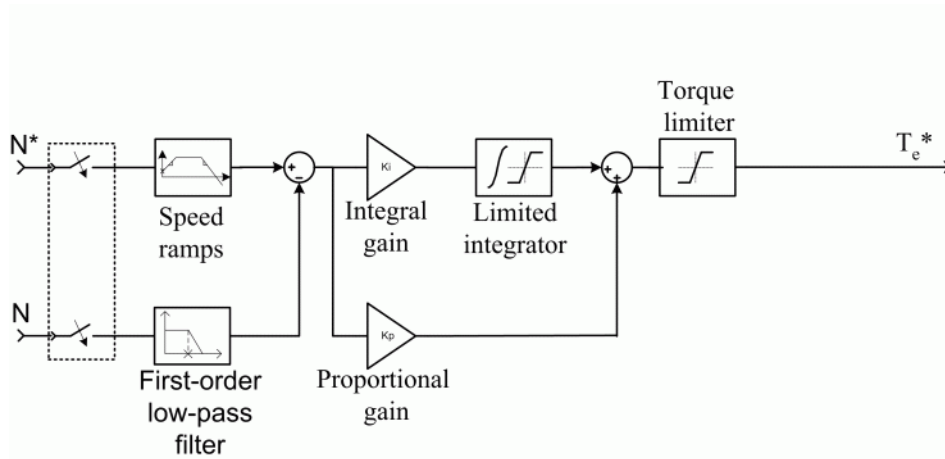 Torque
limiter
N*
Te*
Ki
+
−
+
+
Speed
ramps
Integral
gain
Limited
integrator
N
Kp
First-order
low-pass
filter
Proportional
gain